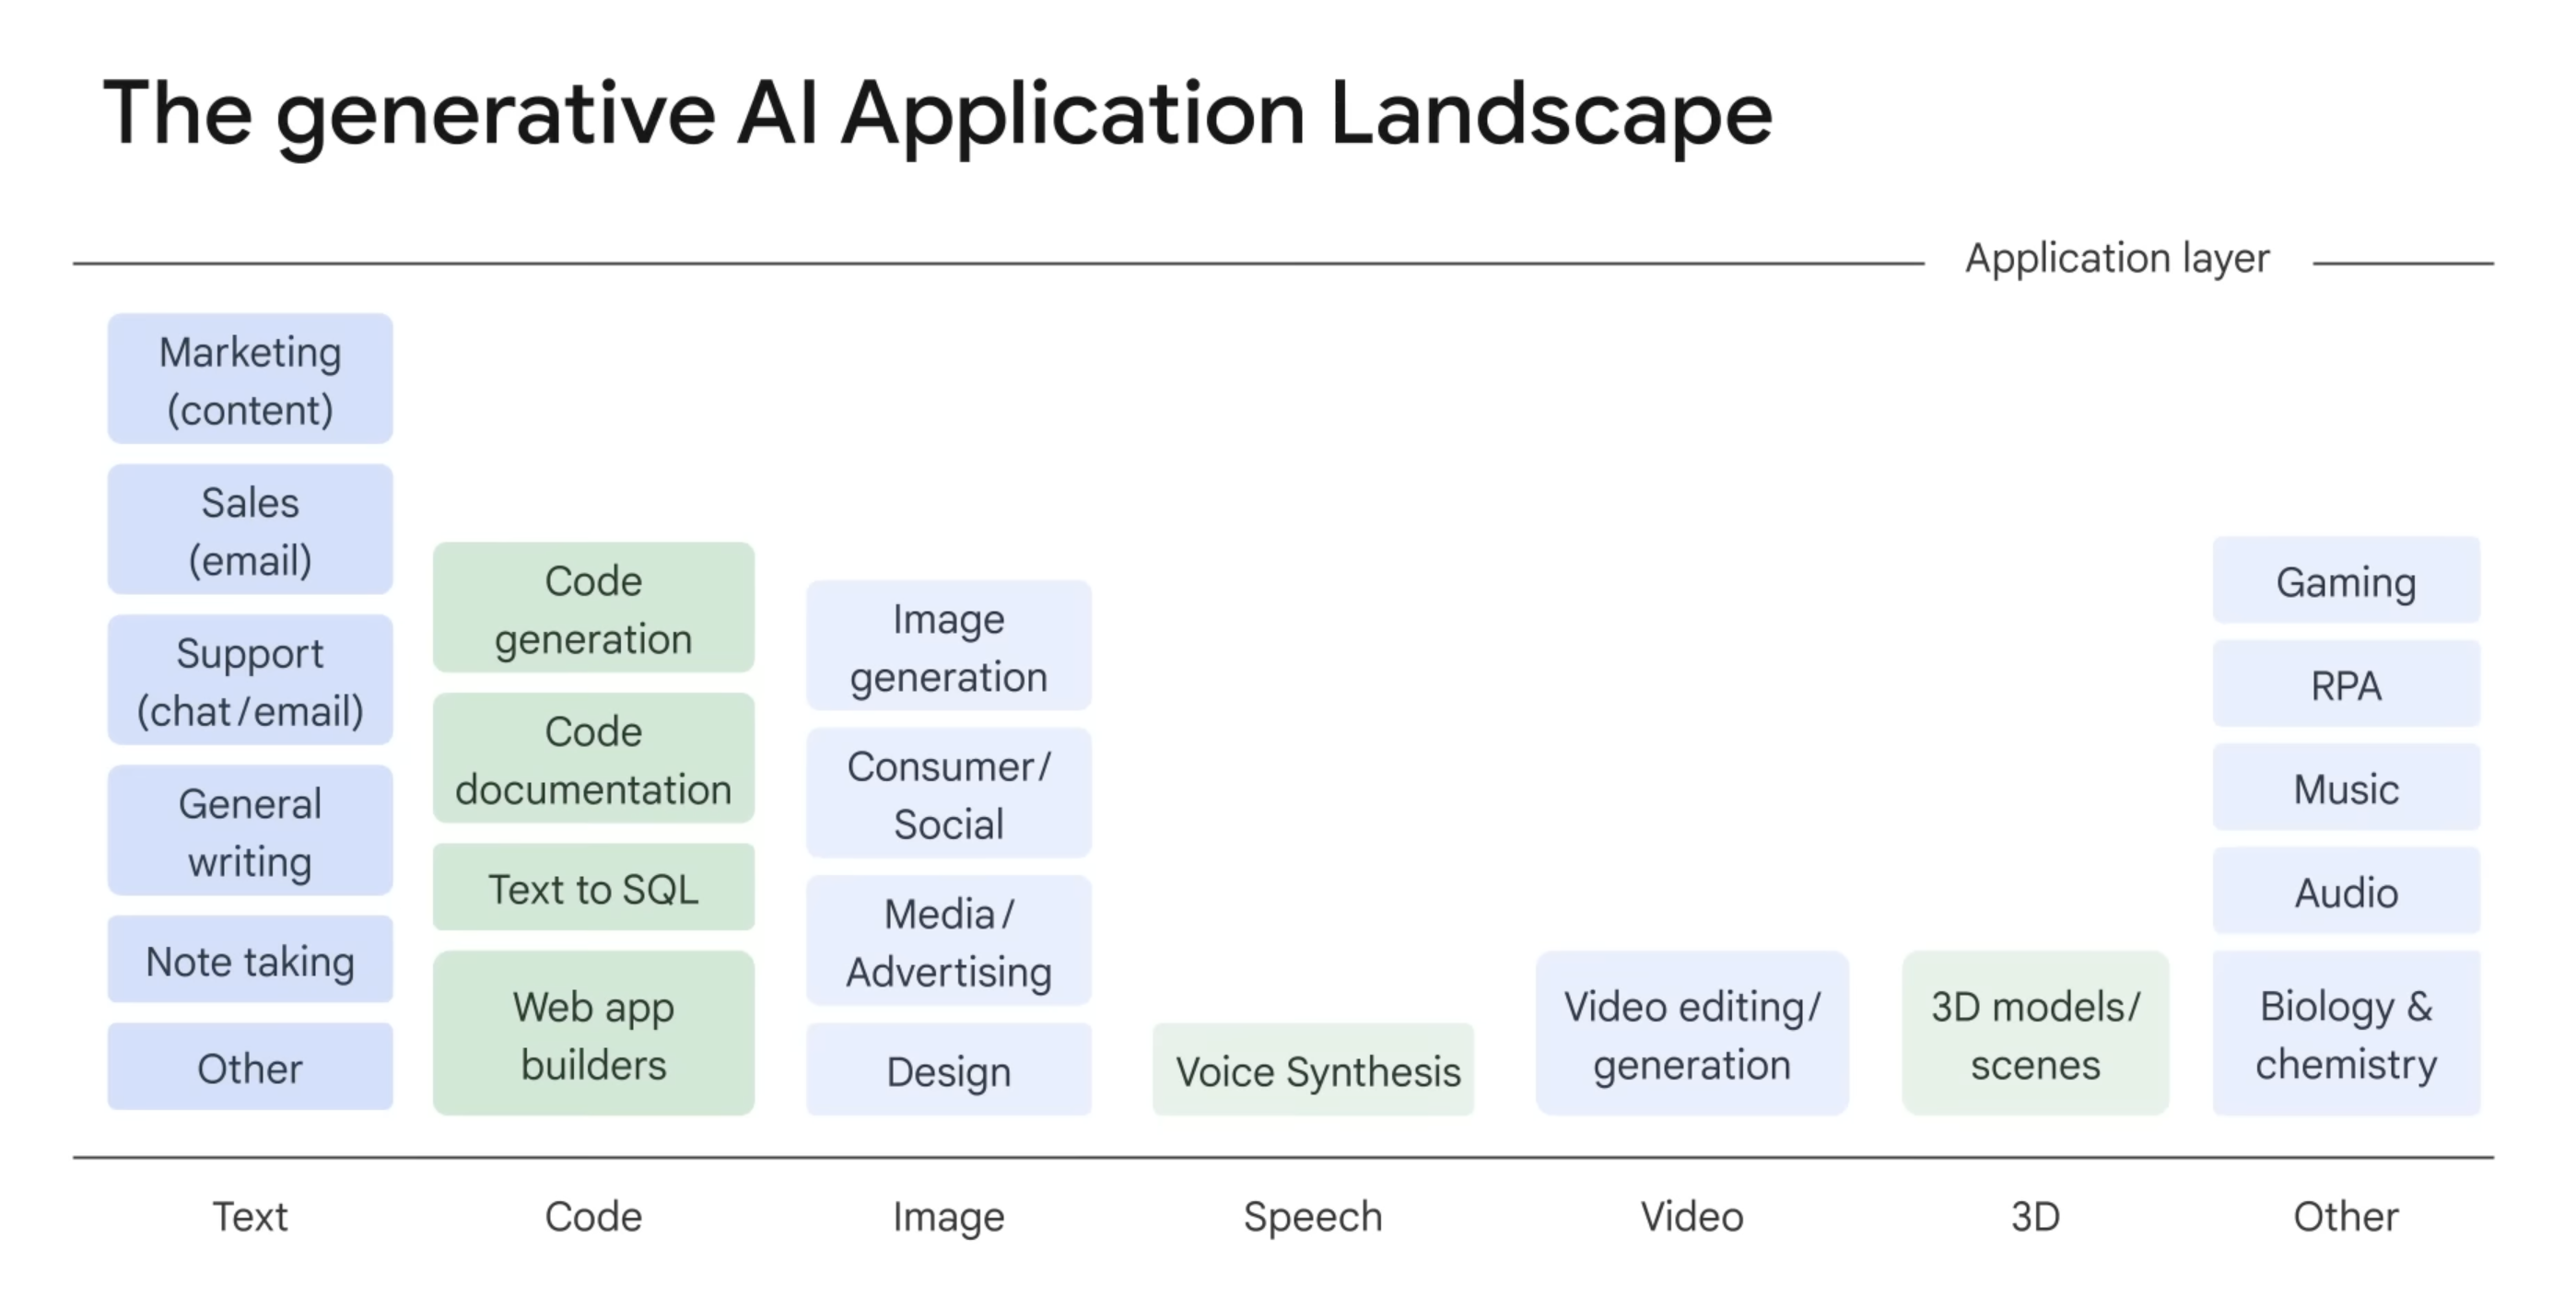 The generative AI Application Landscape
Application layer
Marketing
(content)
Sales
(email)
Support
(chat/email)
General
writing
Note taking
Other
Code
generation
Code
documentation
Text to SQL
Web app
builders
Image
generation
Consumer/
Social
Media/
Advertising
Design
Voice Synthesis
Video editing/
generation
3D models/
scenes
Gaming
RPA
Music
Audio
Biology &
chemistry
Text
Code
Image
Speech
Video
3D
Other